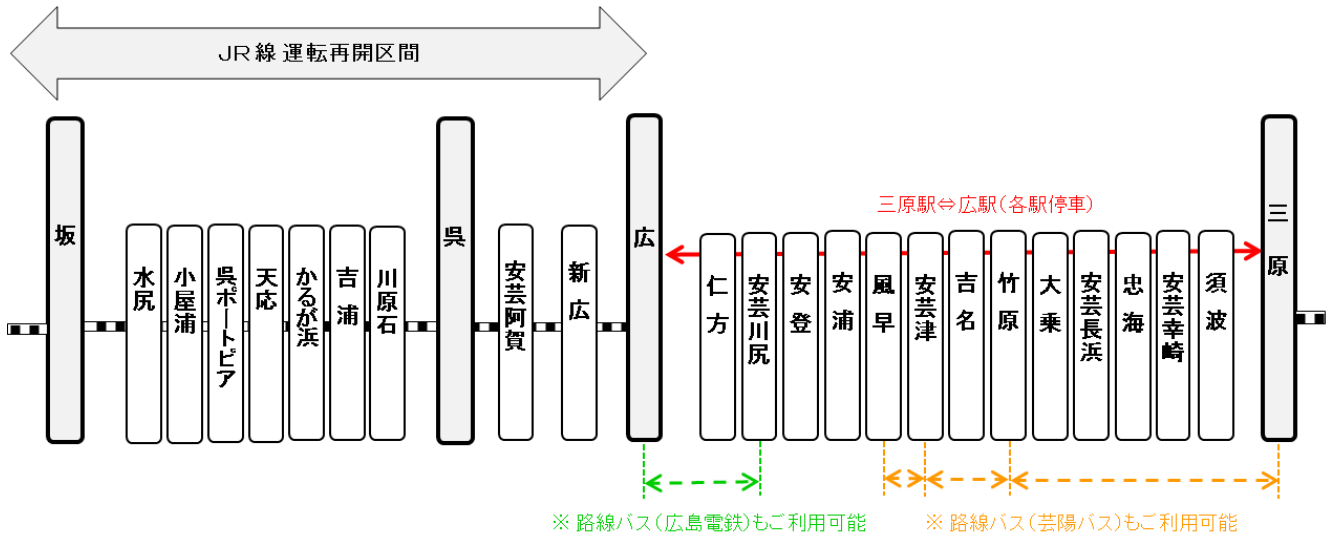 JR線 運転再開区間
三原駅⇔広駅(各駅停車)
坂
水尻
小屋浦
呉ポートピア
天応
かるが浜
吉浦
川原石
呉
安芸阿賀
新広
広
仁方
安芸川尻
安登
安浦
風早
安芸津
吉名
竹原
大乗
安芸長浜
忠海
安芸幸崎
須波
三原
※ 路線バス(広島電鉄)もご利用可能
※ 路線バス(芸陽バス)もご利用可能